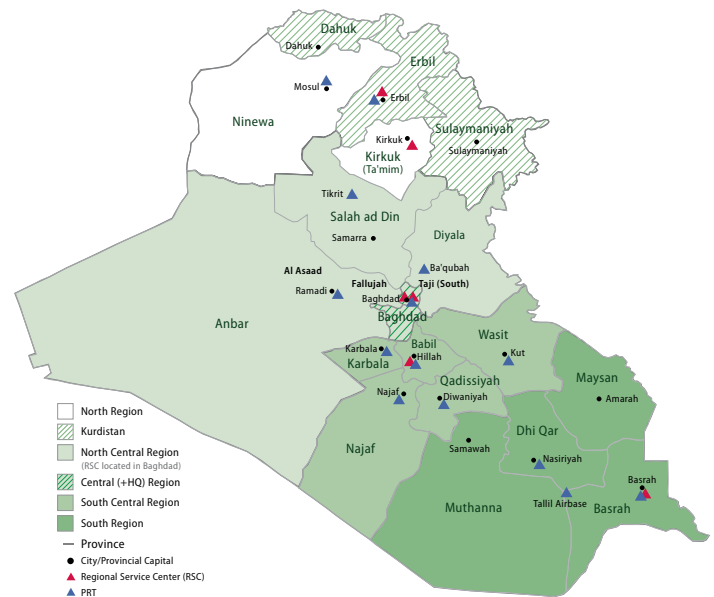 Dahuk
Dahuk
Erbil
Mosul
Erbil
Ninewa
Sulaymaniyah
Kirkuk
Sulaymaniyah
Kirkuk
(Ta'mim)
Tikrit
Salah ad Din
Samarra
Diyala
Ba'qubah
Al Asaad
Fallujah
Taji (South)
Ramadi
Baghdad
Baghdad
Anbar
Wasit
Babil
Karbala
Hillah
Kut
Karbala
Qadissiyah
Maysan
Najaf
Diwaniyah
Amarah
Dhi Qar
Najaf
Samawah
Nasiriyah
Basrah
Tallil Airbase
Muthanna
Basrah
North Region
Kurdistan
North Central Region
(RSC located in Baghdad)
Central (+HQ) Region
South Central Region
South Region
Province
City/Provincial Capital
Regional Service Center (RSC)
PRT